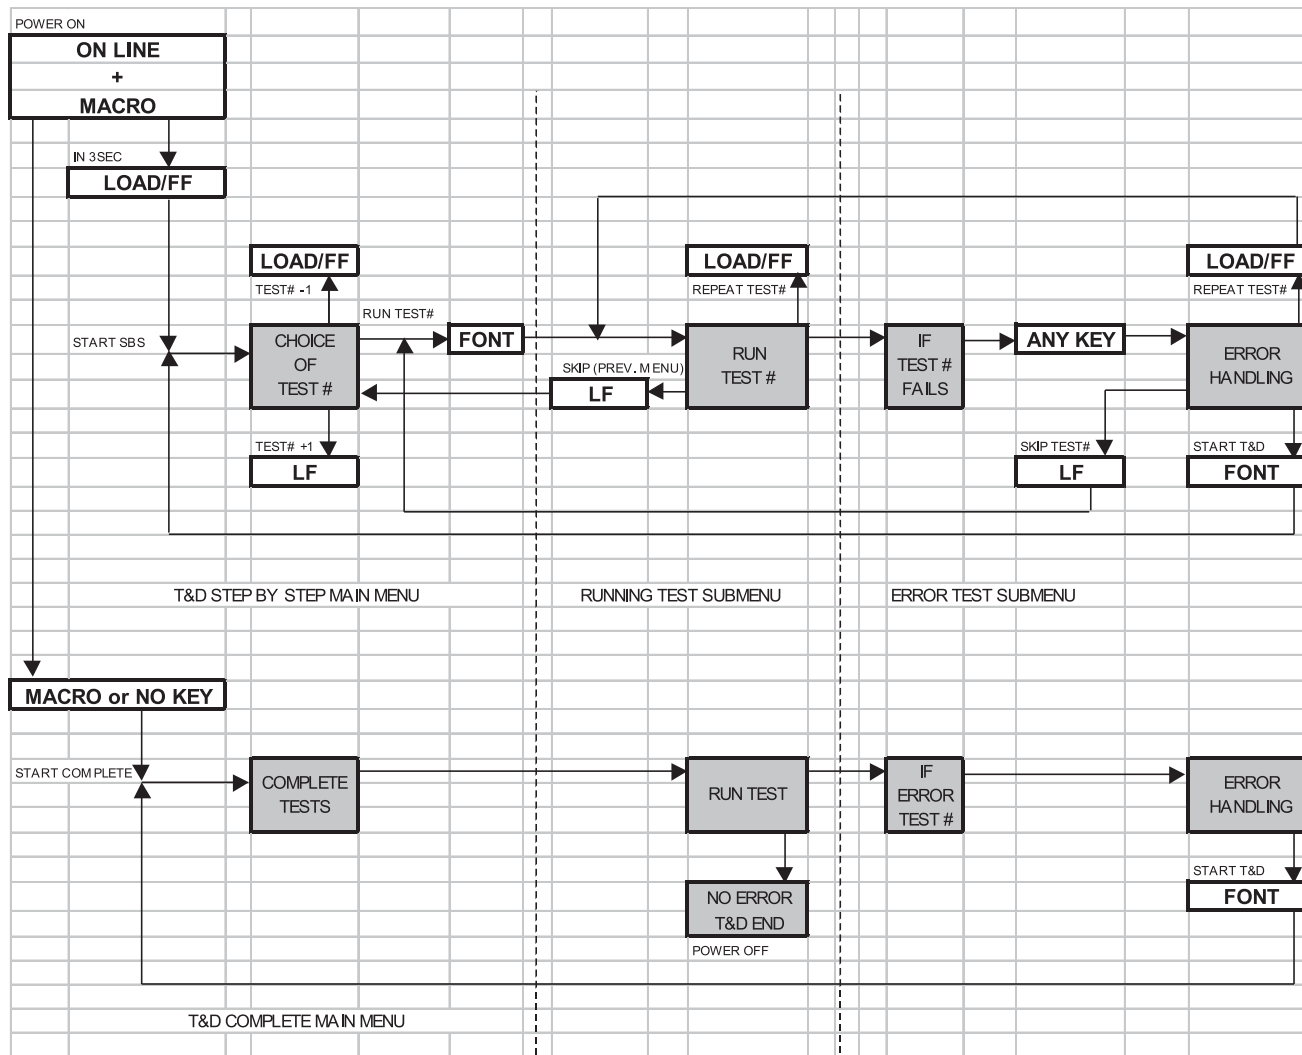 POWER ON
ON LINE
+
MACRO
IN 3SEC
LOAD/FF
LOAD/FF
TEST# -1
RUN TEST#
START SBS
CHOICE
OF
TEST #
FONT
TEST# +1
LF
LOAD/FF
REPEAT TEST#
SKIP (PREV. MENU)
LF
RUN
TEST #
IF
TEST #
FAILS
ANY KEY
LOAD/FF
REPEAT TEST#
ERROR
HANDLING
SKIP TEST#
LF
START T&D
FONT
T&D STEP BY STEP MAIN MENU
RUNNING TEST SUBMENU
ERROR TEST SUBMENU
MACRO or NO KEY
START COMPLETE
COMPLETE
TESTS
RUN TEST
IF
ERROR
TEST #
ERROR
HANDLING
NO ERROR
T&D END
POWER OFF
START T&D
FONT
T&D COMPLETE MAIN MENU